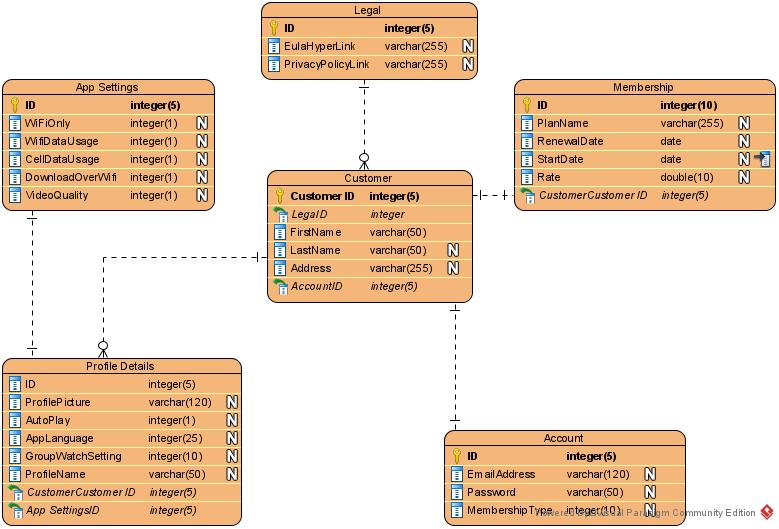 Legal
ID integer(5)
EulaHyperLink varchar(255) N
PrivacyPolicyLink varchar(255) N
App Settings
ID integer(5)
WiFiOnly integer(1) N
WifiDataUsage integer(1) N
CellDataUsage integer(1) N
DownloadOverWifi integer(1) N
VideoQuality integer(1) N
Membership
ID integer(10)
PlanName varchar(255) N
RenewalDate date N
StartDate date N
Rate double(10) N
CustomerCustomer ID integer(5)
Customer
Customer ID integer(5)
LegalID integer
FirstName varchar(50)
LastName varchar(50) N
Address varchar(255) N
AccountID integer(5)
Profile Details
ID integer(5)
ProfilePicture varchar(120) N
AutoPlay integer(1) N
AppLanguage integer(25) N
GroupWatchSetting integer(10) N
ProfileName varchar(50) N
CustomerCustomer ID integer(5)
App SettingsID integer(5)
Account
ID integer(5)
EmailAddress varchar(120) N
Password varchar(50) N
MembershipType integer(10) N
Powered By Visual Paradigm Community Edition